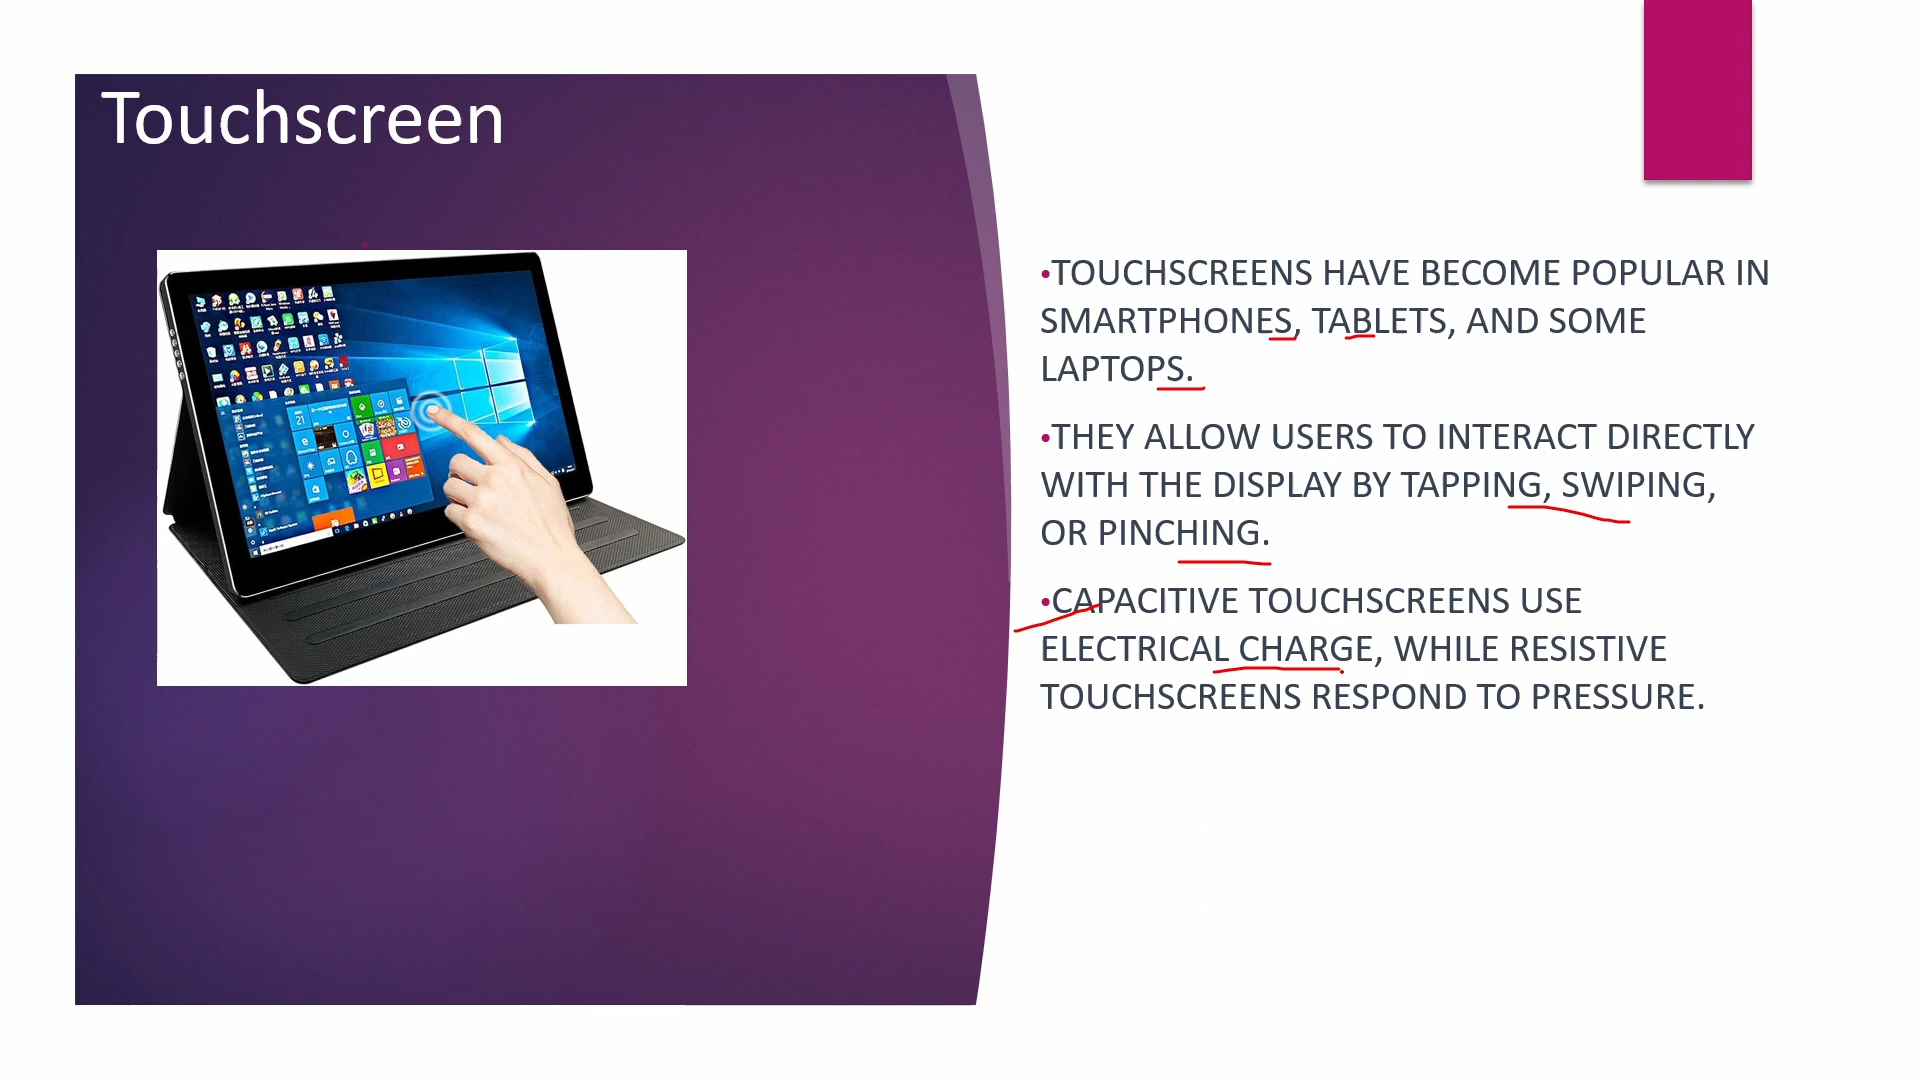 Touchscreen
•TOUCHSCREENS HAVE BECOME POPULAR IN
SMARTPHONES, TABLETS, AND SOME
LAPTOPS.
•THEY ALLOW USERS TO INTERACT DIRECTLY
WITH THE DISPLAY BY TAPPING, SWIPING,
OR PINCHING.
•CAPACITIVE TOUCHSCREENS USE
ELECTRICAL CHARGE, WHILE RESISTIVE
TOUCHSCREENS RESPOND TO PRESSURE.